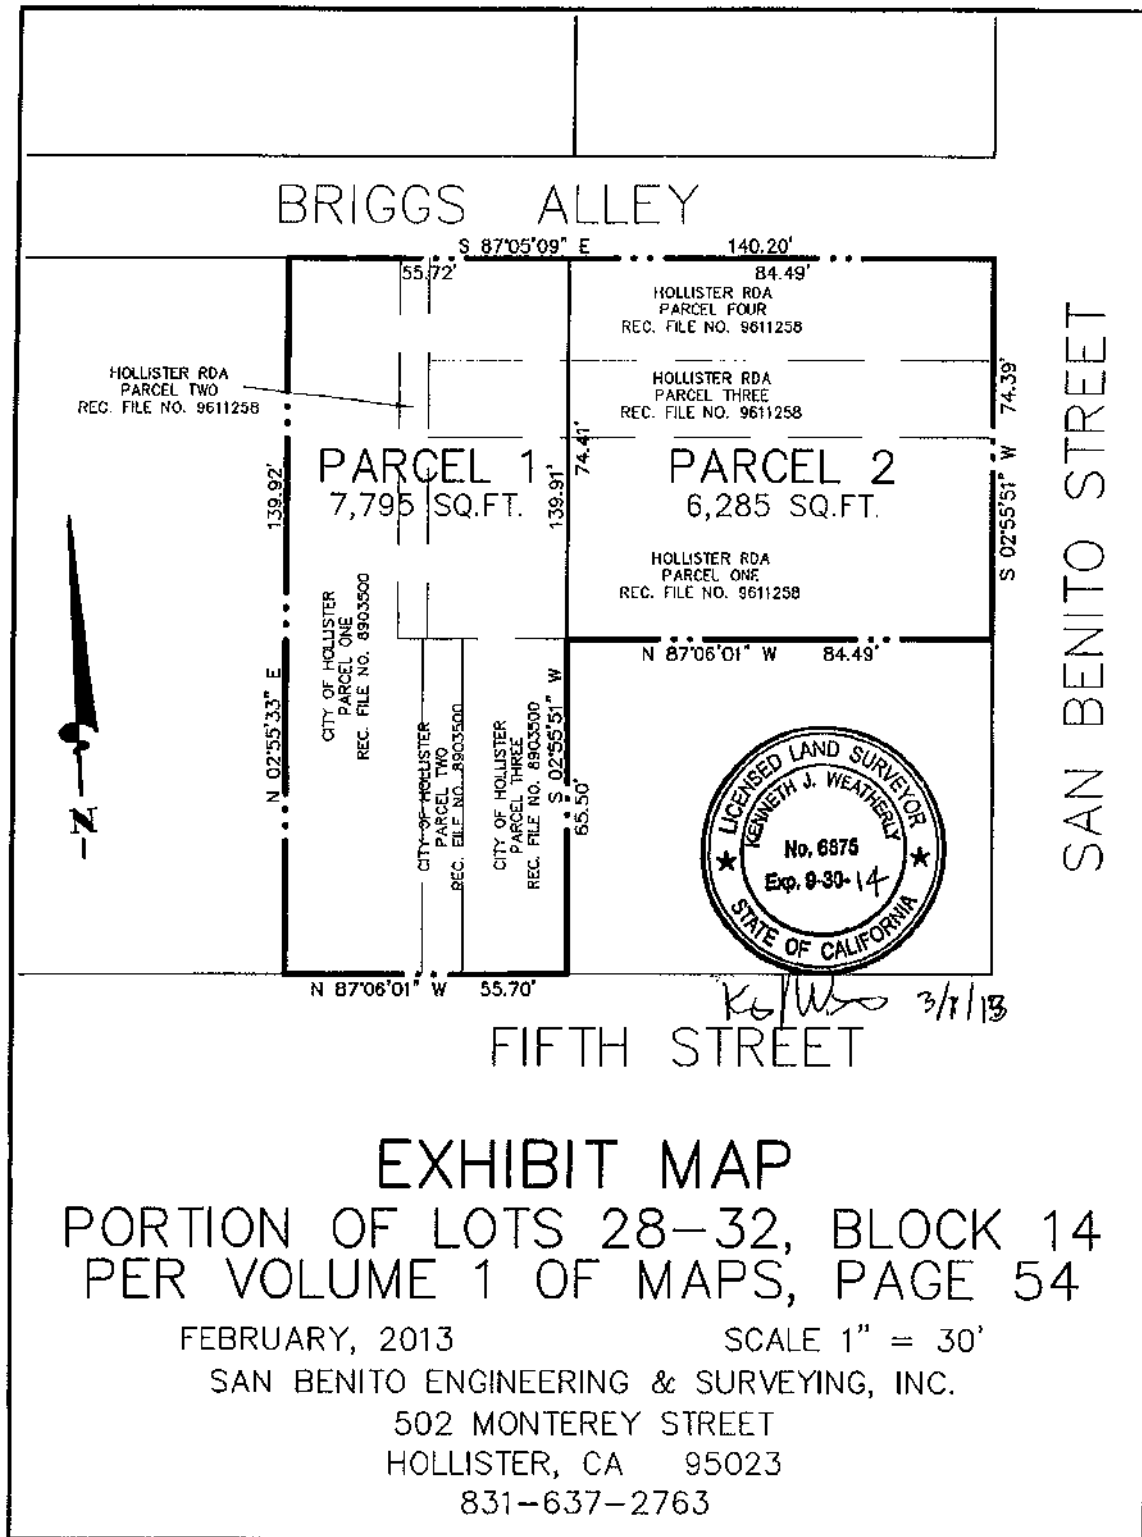 BRIGGS ALLEY
S 87°05'09" E 140.20'
55.72' 84.49'
HOLLISTER RDA
PARCEL FOUR
REC. FILE NO. 9611258
HOLLISTER RDA
PARCEL TWO
REC. FILE NO. 9611258
HOLLISTER RDA
PARCEL THREE
REC. FILE NO. 9611258
74.39'
S 02°55'51" W
SAN BENITO STREET
PARCEL 1
7,795 SQ.FT.
139.92'
N 02°55'33" E
139.91'
74.41'
PARCEL 2
6,285 SQ.FT.
HOLLISTER RDA
PARCEL ONE
REC. FILE NO. 9611258
N 87°06'01" W 84.49'
CITY OF HOLLISTER
PARCEL ONE
REC. FILE NO. 8903500
CITY OF HOLLISTER
PARCEL TWO
REC. FILE NO. 8903500
CITY OF HOLLISTER
PARCEL THREE
REC. FILE NO. 8903500
S 02°55'51" W
65.50'
N
LICENSED LAND SURVEYOR
KENNETH J. WEATHERLY
No. 6875
Exp. 9-30-14
STATE OF CALIFORNIA
N 87°06'01" W 55.70'
FIFTH STREET
EXHIBIT MAP
PORTION OF LOTS 28-32, BLOCK 14
PER VOLUME 1 OF MAPS, PAGE 54
FEBRUARY, 2013 SCALE 1" = 30'
SAN BENITO ENGINEERING & SURVEYING, INC.
502 MONTEREY STREET
HOLLISTER, CA 95023
831-637-2763